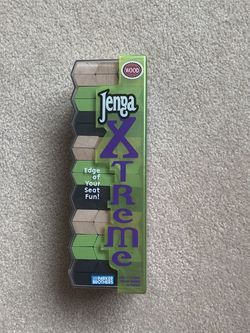 WOOD
Jenga
XTREME
Edge
of
Your
Seat
Fun!
PARKER
BROTHERS